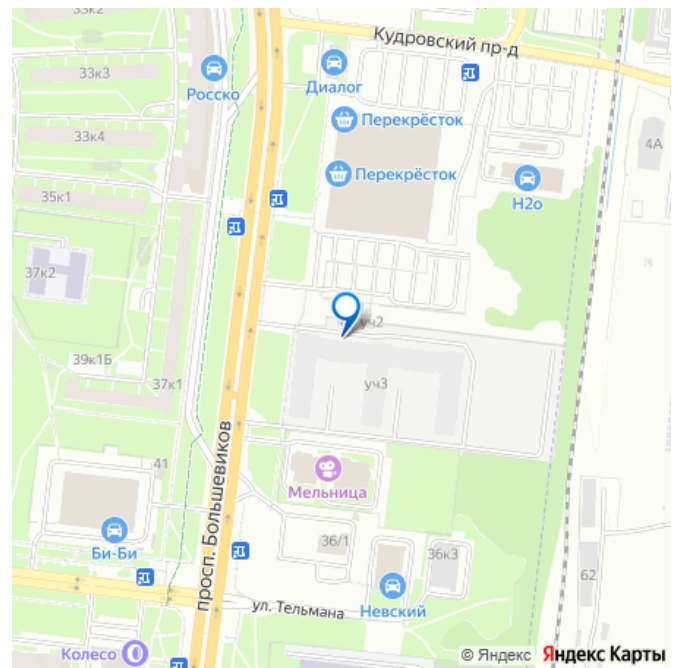 33к2
Кудровский пр-д
33к3
Росско
Диалог
Перекрёсток
33к4
4А
Перекрёсток
35к1
Н2о
37к2
уч2
39к1Б
37к1
уч3
просп. Большевиков
41
Мельница
Би-Би
36/1
36к3
62
ул. Тельмана
Невский
Колесо
© Яндекс Яндекс Карты